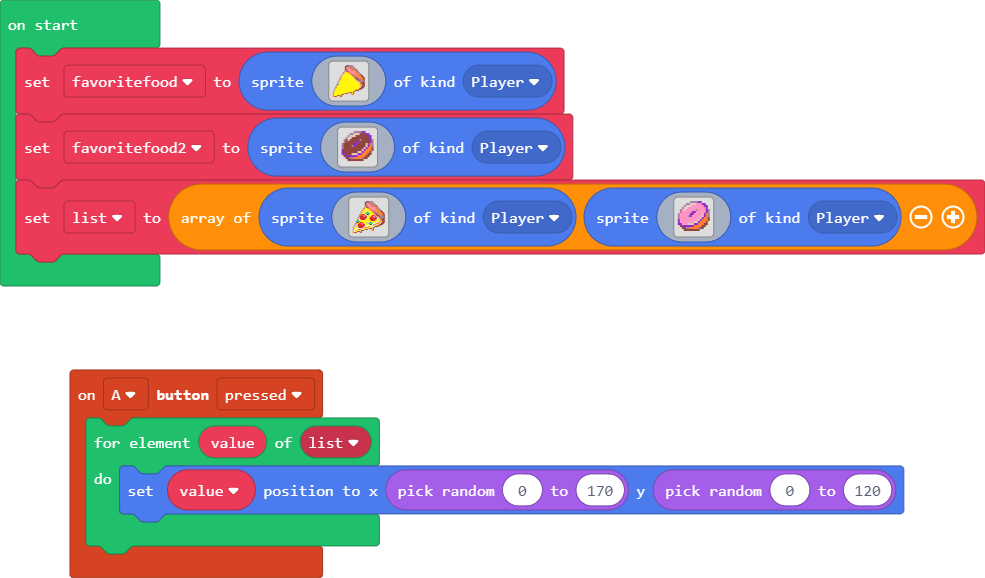 on start
set favoritefood to sprite of kind Player
set favoritefood2 to sprite of kind Player
set list to array of sprite of kind Player sprite of kind Player
on A button pressed
for element value of list
do set value position to x pick random 0 to 170 y pick random 0 to 120